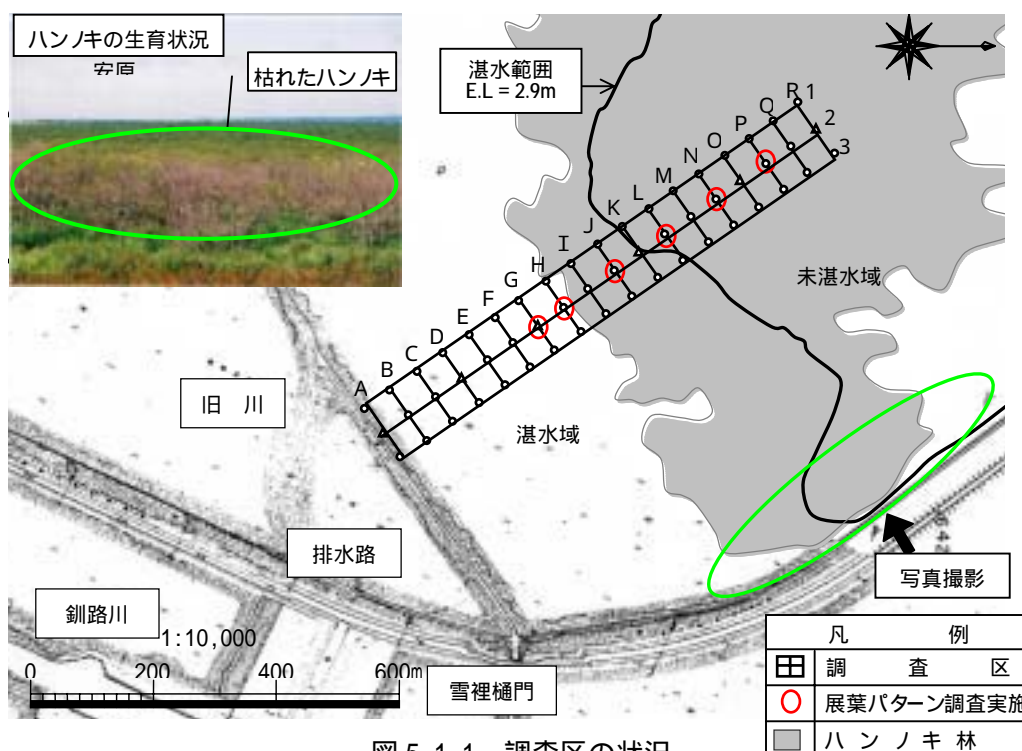 ハンノキの生育状況
枯れたハンノキ
湛水範囲
E.L = 2.9m
R 1
Q
2
P
3
O
N
M
L
K
J
I
H
G
F
E
D
C
B
A
未湛水域
湛水域
旧 川
排水路
写真撮影
釧路川
1:10,000
0 200 400 600m
雪裡樋門
凡 例
調 査 区
展葉パターン調査実施
ハ ン ノ キ 林
図 5-1-1 調査区の状況